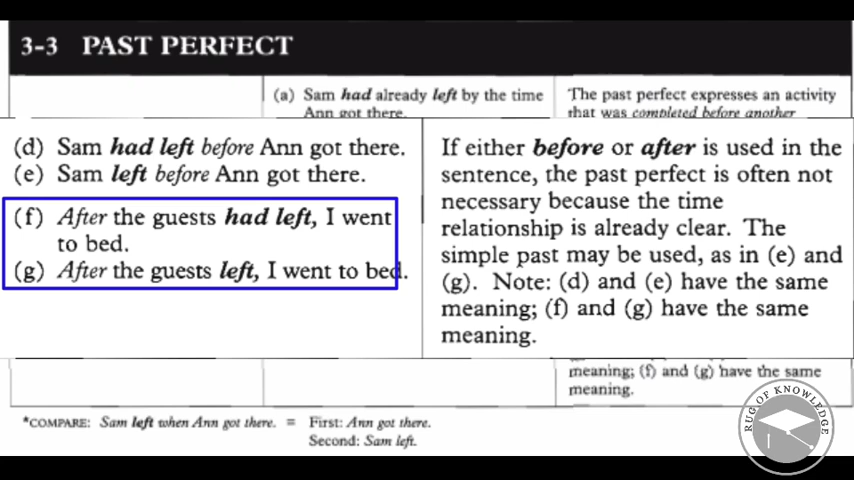 3-3 PAST PERFECT
(a) Sam had already left by the time
Ann got there.
The past perfect expresses an activity
that was completed before another
(d) Sam had left before Ann got there.
(e) Sam left before Ann got there.
(f) After the guests had left, I went
to bed.
(g) After the guests left, I went to bed.
If either before or after is used in the
sentence, the past perfect is often not
necessary because the time
relationship is already clear. The
simple past may be used, as in (e) and
(g). Note: (d) and (e) have the same
meaning; (f) and (g) have the same
meaning.
meaning; (f) and (g) have the same
meaning.
*COMPARE: Sam left when Ann got there. = First: Ann got there.
Second: Sam left.
RUG OF KNOWLEDGE